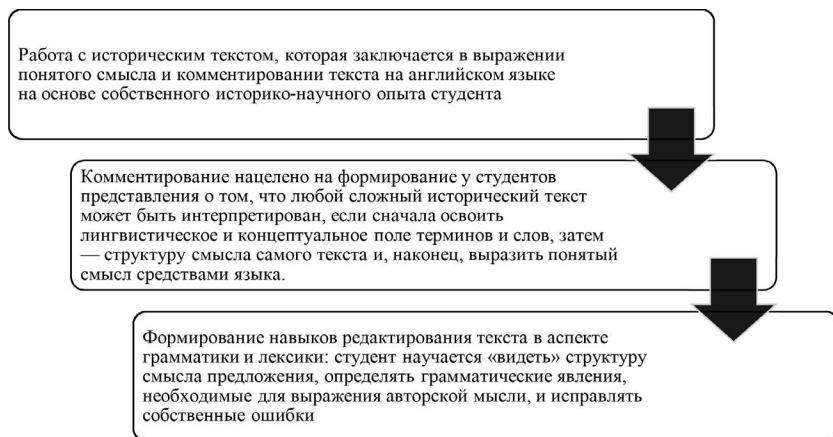 Работа с историческим текстом, которая заключается в выражении
понятого смысла и комментировании текста на английском языке
на основе собственного историко-научного опыта студента
Комментирование нацелено на формирование у студентов
представления о том, что любой сложный исторический текст
может быть интерпретирован, если сначала освоить
лингвистическое и концептуальное поле терминов и слов, затем
— структуру смысла самого текста и, наконец, выразить понятый
смысл средствами языка.
Формирование навыков редактирования текста в аспекте
грамматики и лексики: студент научается «видеть» структуру
смысла предложения, определять грамматические явления,
необходимые для выражения авторской мысли, и исправлять
собственные ошибки